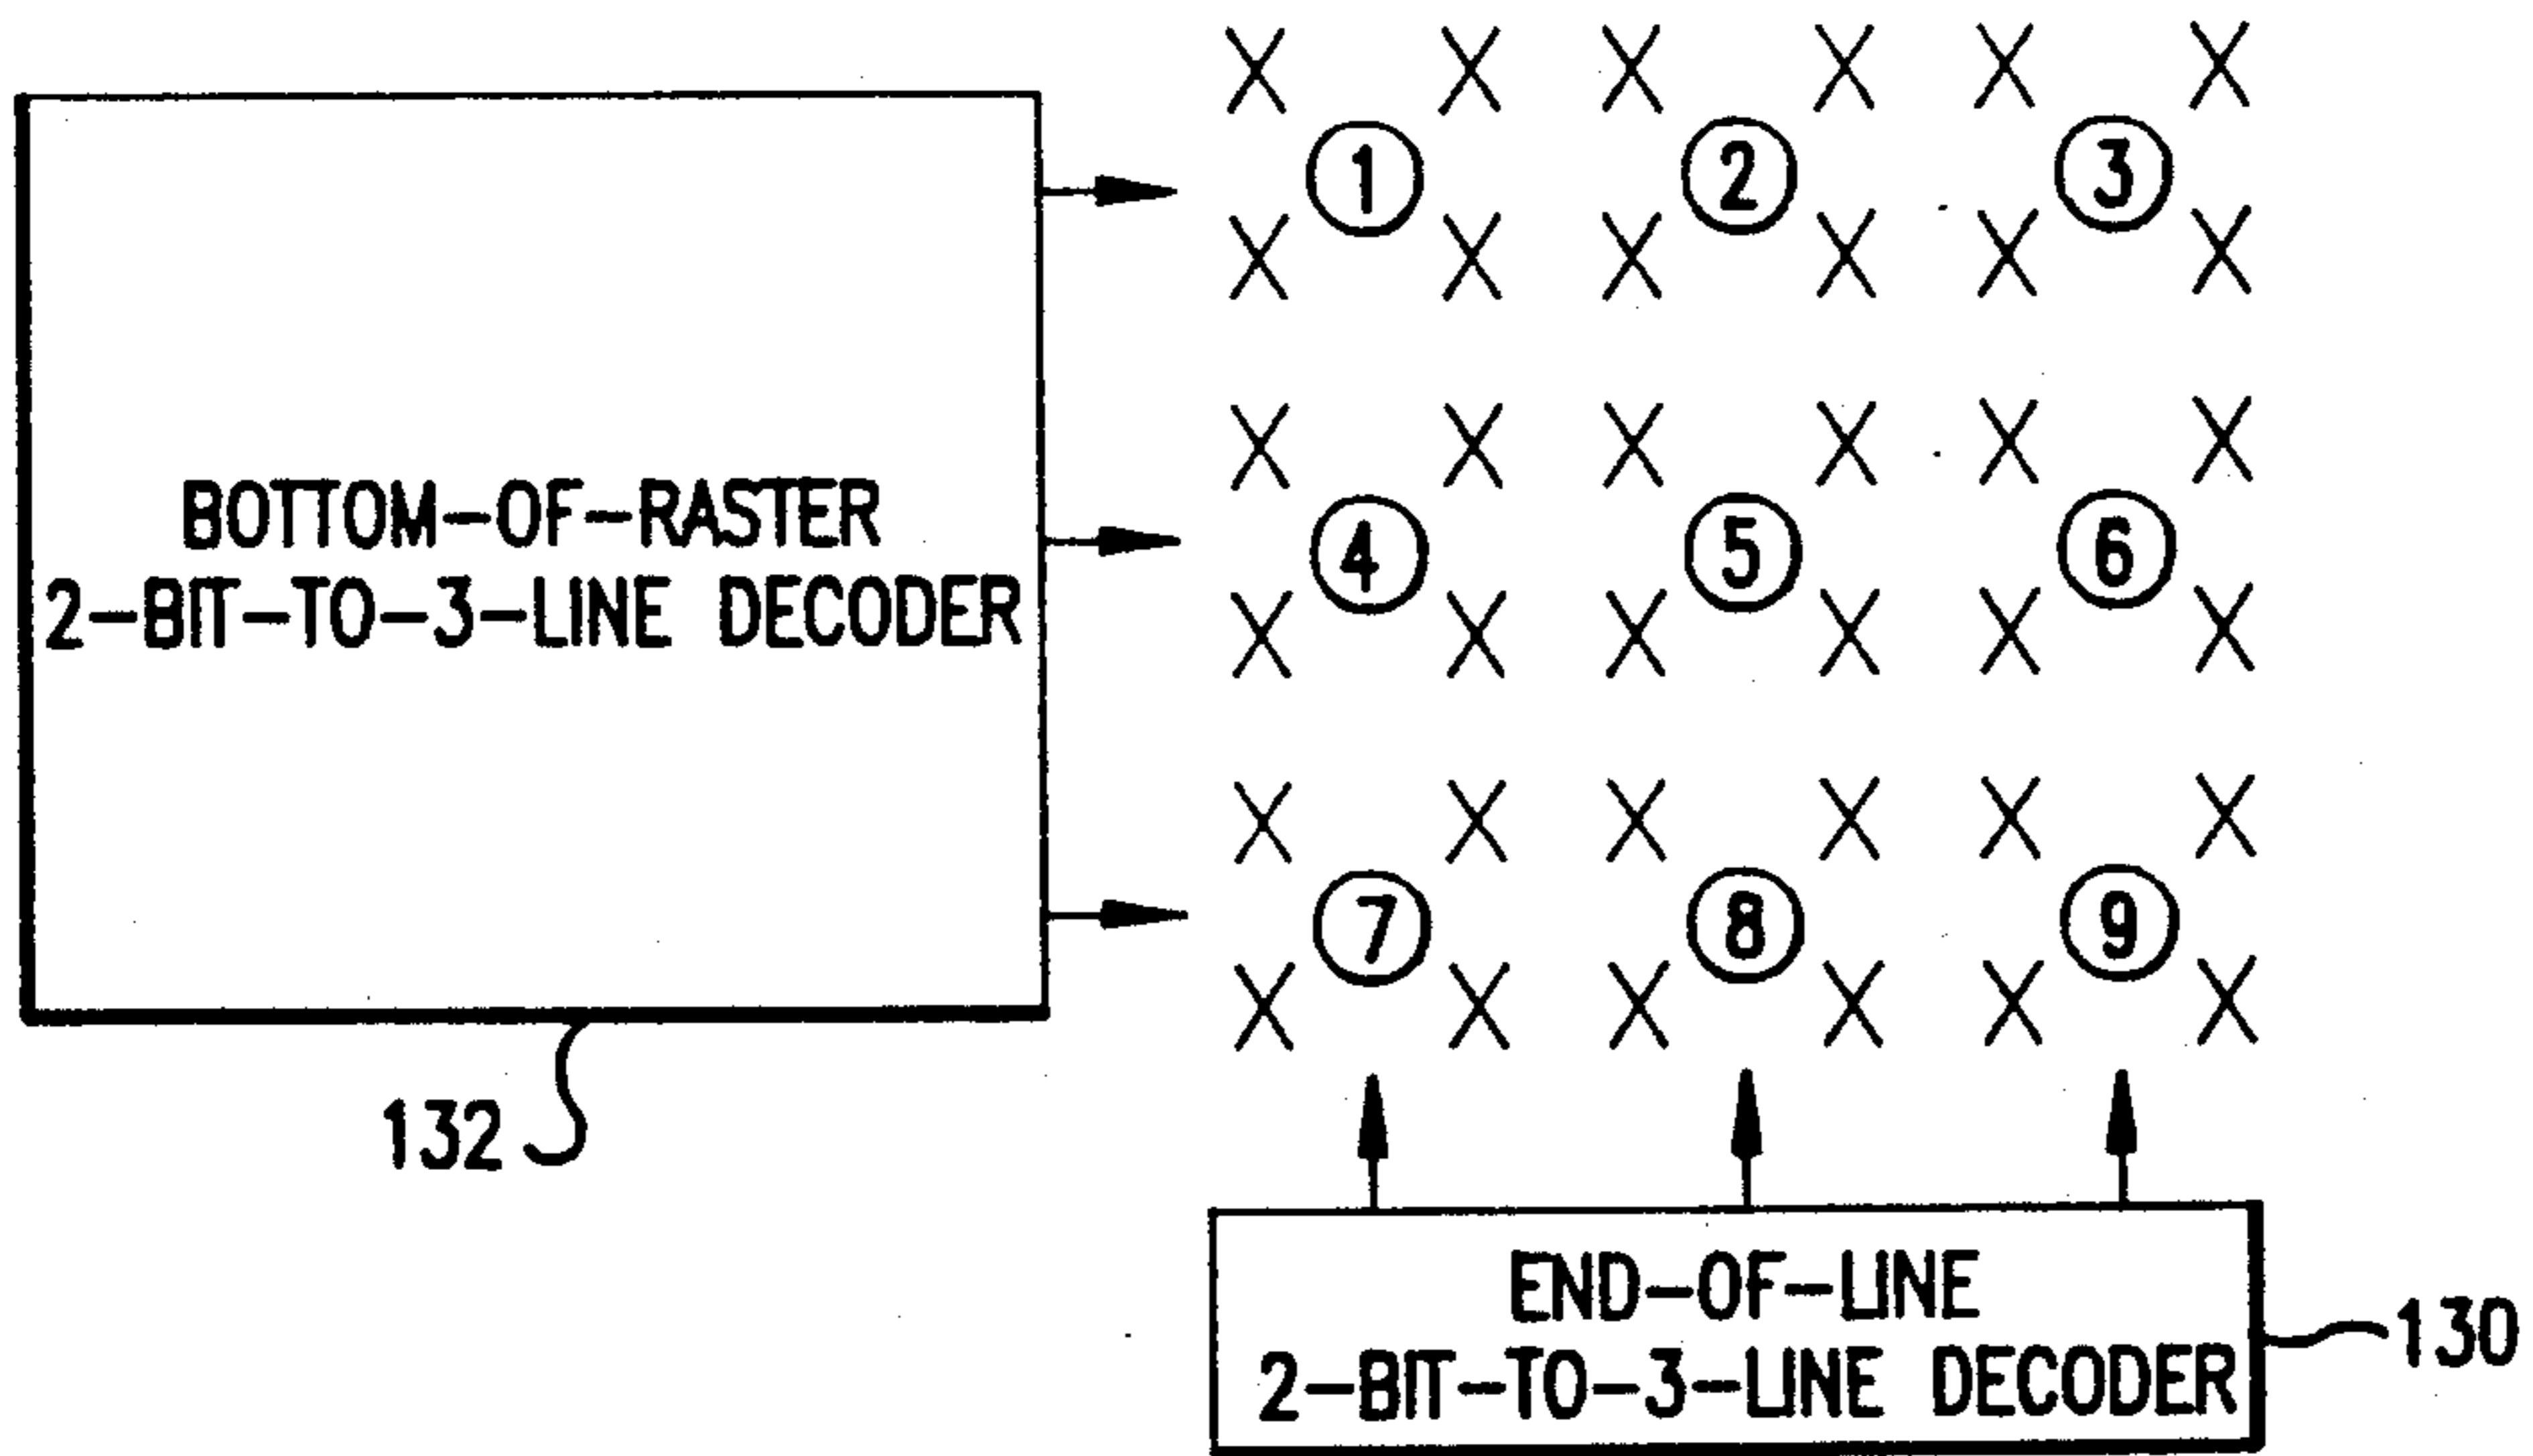 X X X X X X
① ② ③
X X X X X X
BOTTOM-OF-RASTER
2-BIT-TO-3-LINE DECODER
X X X X X X
④ ⑤ ⑥
X X X X X X
X X X X X X
⑦ ⑧ ⑨
X X X X X X
132
END-OF-LINE
2-BIT-TO-3-LINE DECODER
130